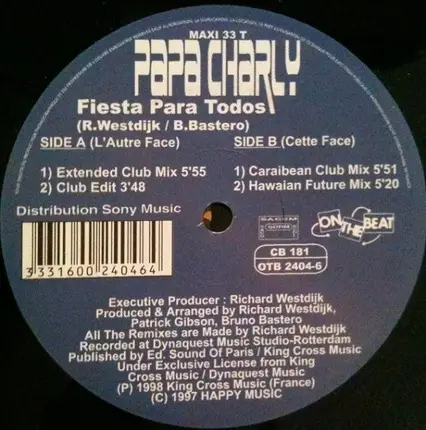 MAXI 33 T
PAPA CHARLY
Fiesta Para Todos
(R.Westdijk / B.Bastero)
SIDE A (L'Autre Face)
1) Extended Club Mix 5'55
2) Club Edit 3'48
SIDE B (Cette Face)
1) Caraibean Club Mix 5'51
2) Hawaian Future Mix 5'20
Distribution Sony Music
3331600 240464
SACEM
SDRM
ON THE BEAT
CB 181
OTB 2404-6
Executive Producer : Richard Westdijk
Produced & Arranged by Richard Westdijk,
Patrick Gibson, Bruno Bastero
All The Remixes are Made by Richard Westdijk
Recorded at Dynaquest Music Studio-Rotterdam
Published by Ed. Sound Of Paris / King Cross Music
Under Exclusive License from King
Cross Music / Dynaquest Music
(P) 1998 King Cross Music (France)
(C) 1997 HAPPY MUSIC